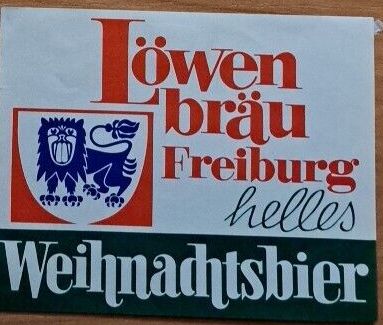 Löwen
bräu
Freiburg
helles
Weihnachtsbier